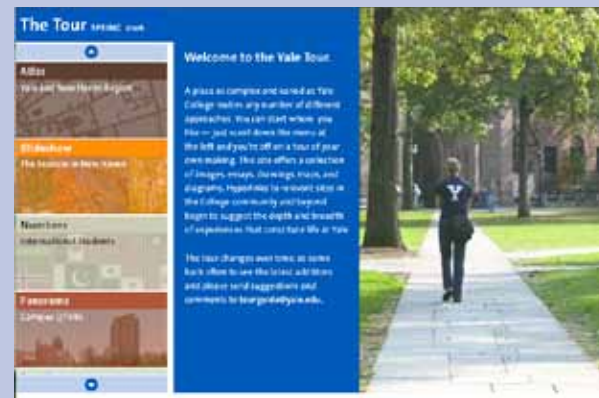 The Tour SPRING
Atlas
Yale and New Haven Region
Slideshow
The Seasons in New Haven
Numbers
International Students
Panorama
Campus
Welcome to the Yale Tour.
A place as complex and varied as Yale
College invites any number of different
approaches. You can start where you
like — just scroll down the menu at
the left and you're off on a tour of your
own making. This site offers a collection
of images, essays, drawings, maps, and
diagrams. Hyperlinks to relevant sites in
the College community and beyond
begin to suggest the depth and breadth
of experiences that constitute life at Yale
The tour changes over time, so come
back often to see the latest additions
and please send suggestions and
comments to tourguide@yale.edu.
Y